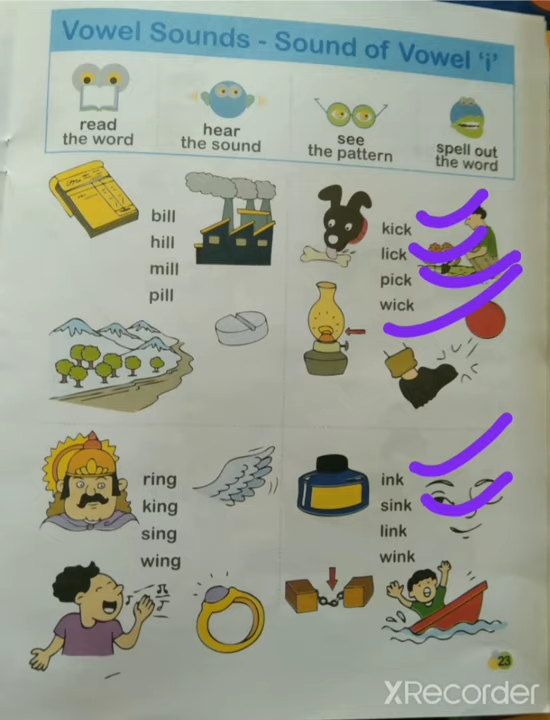 Vowel Sounds - Sound of Vowel 'i'
read
the word
hear
the sound
see
the pattern
spell out
the word
bill
hill
mill
pill
kick
lick
pick
wick
ring
king
sing
wing
ink
sink
link
wink
23
XRecorder